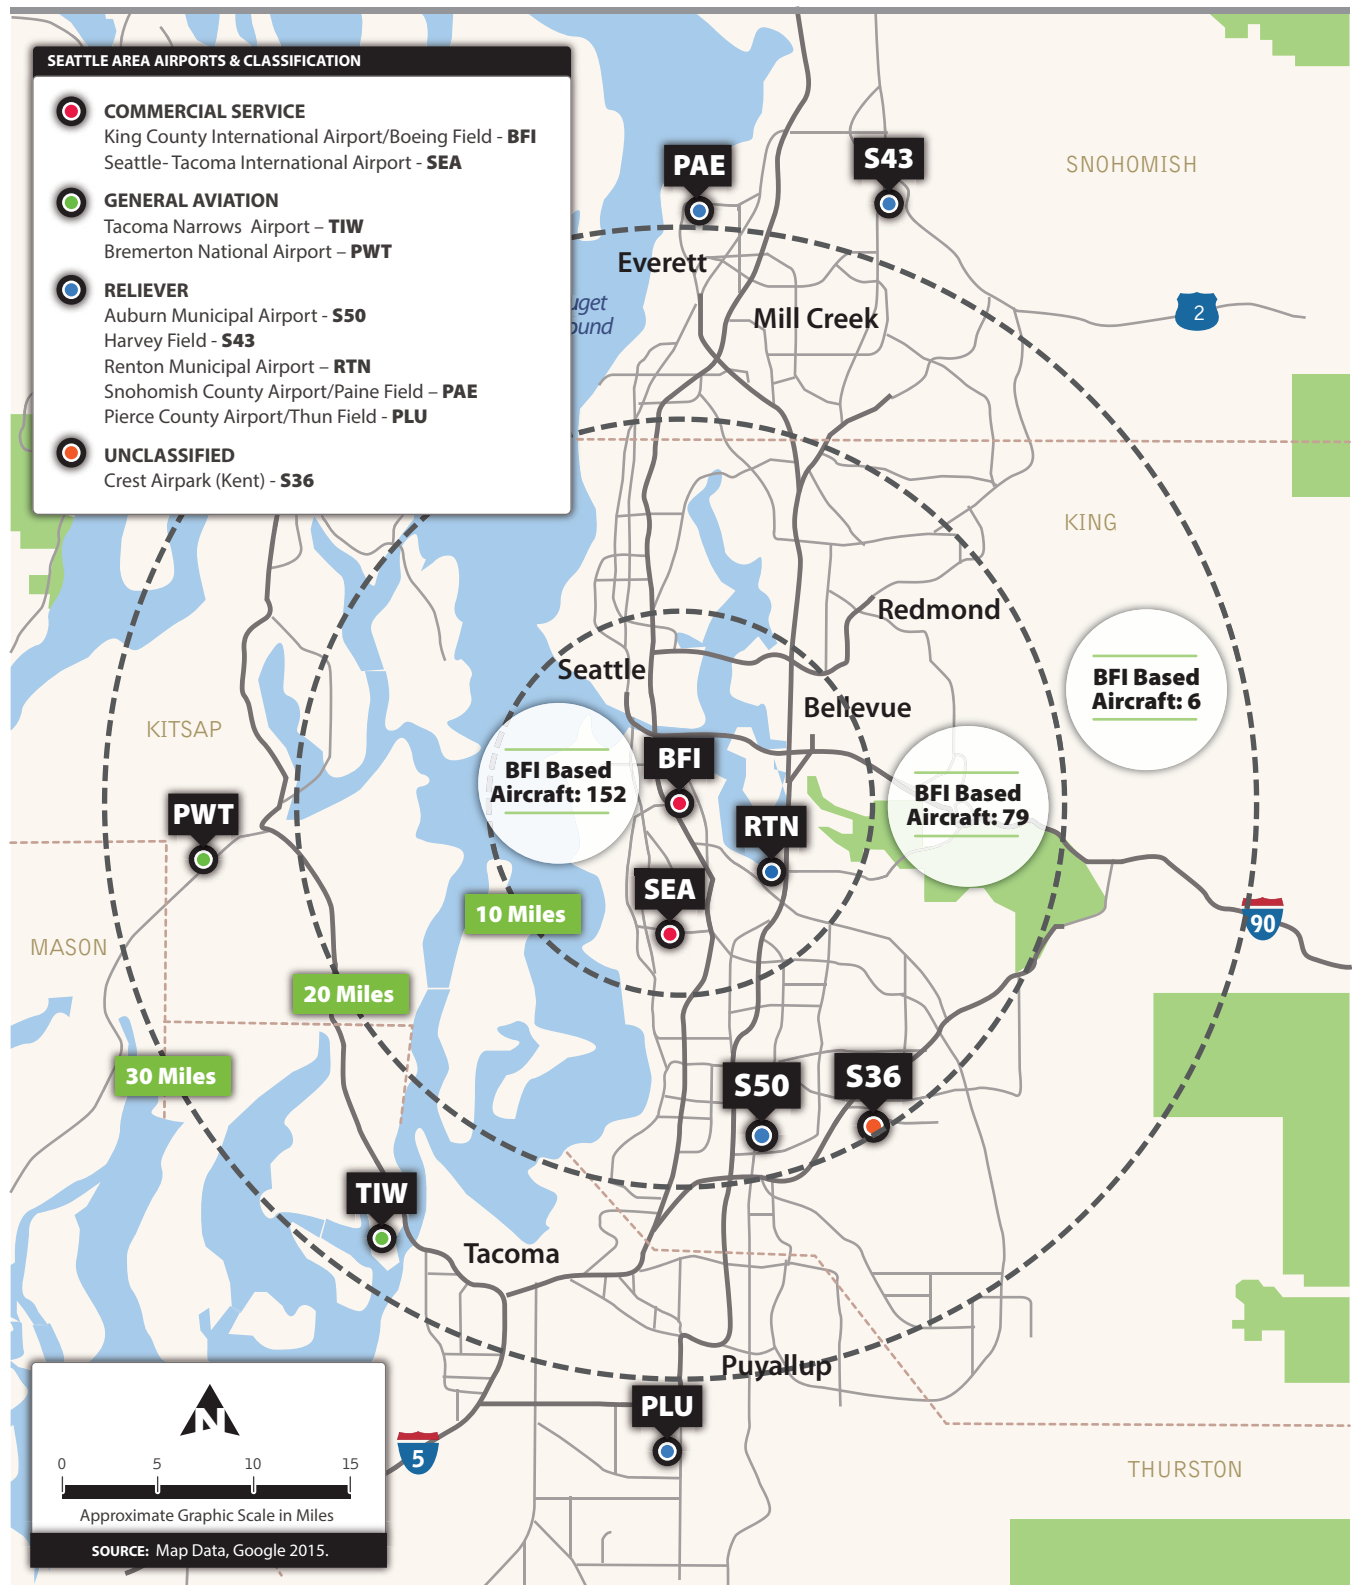 SEATTLE AREA AIRPORTS & CLASSIFICATION
COMMERCIAL SERVICE
King County International Airport/Boeing Field - BFI
Seattle- Tacoma International Airport - SEA
GENERAL AVIATION
Tacoma Narrows Airport – TIW
Bremerton National Airport – PWT
RELIEVER
Auburn Municipal Airport - S50
Harvey Field - S43
Renton Municipal Airport – RTN
Snohomish County Airport/Paine Field – PAE
Pierce County Airport/Thun Field - PLU
UNCLASSIFIED
Crest Airpark (Kent) - S36
PAE
S43
SNOHOMISH
Everett
uget
ound
Mill Creek
2
KING
Redmond
Seattle
BFI Based
Aircraft: 6
Bellevue
KITSAP
BFI
BFI Based
Aircraft: 152
BFI Based
Aircraft: 79
PWT
RTN
SEA
10 Miles
90
MASON
20 Miles
30 Miles
S50
S36
TIW
Tacoma
Puyallup
PLU
N
5
0 5 10 15
Approximate Graphic Scale in Miles
SOURCE: Map Data, Google 2015.
THURSTON